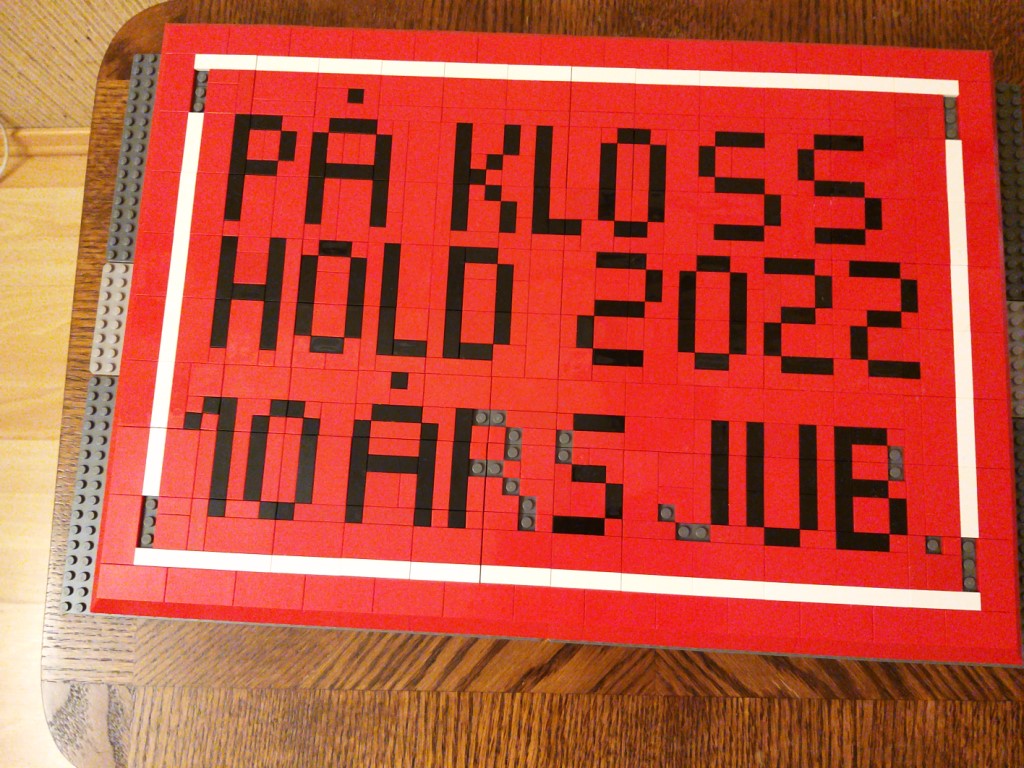 PÅ KLOSS
HOLD 2022
10 ÅRS JUB.